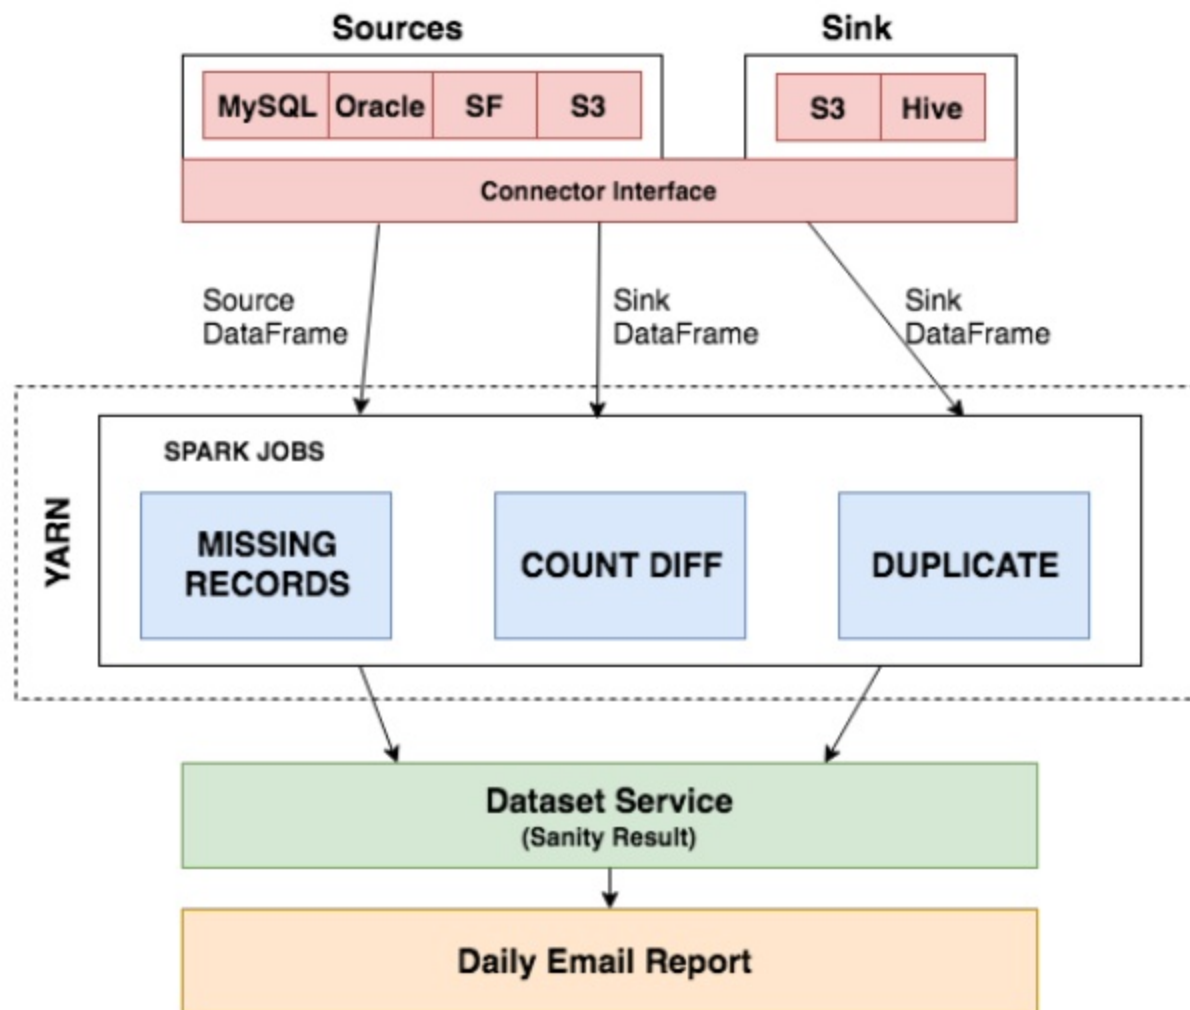 Sources
Sink
MySQL
Oracle
SF
S3
S3
Hive
Connector Interface
Source
DataFrame
Sink
DataFrame
Sink
DataFrame
SPARK JOBS
YARN
MISSING
RECORDS
COUNT DIFF
DUPLICATE
Dataset Service
(Sanity Result)
Daily Email Report